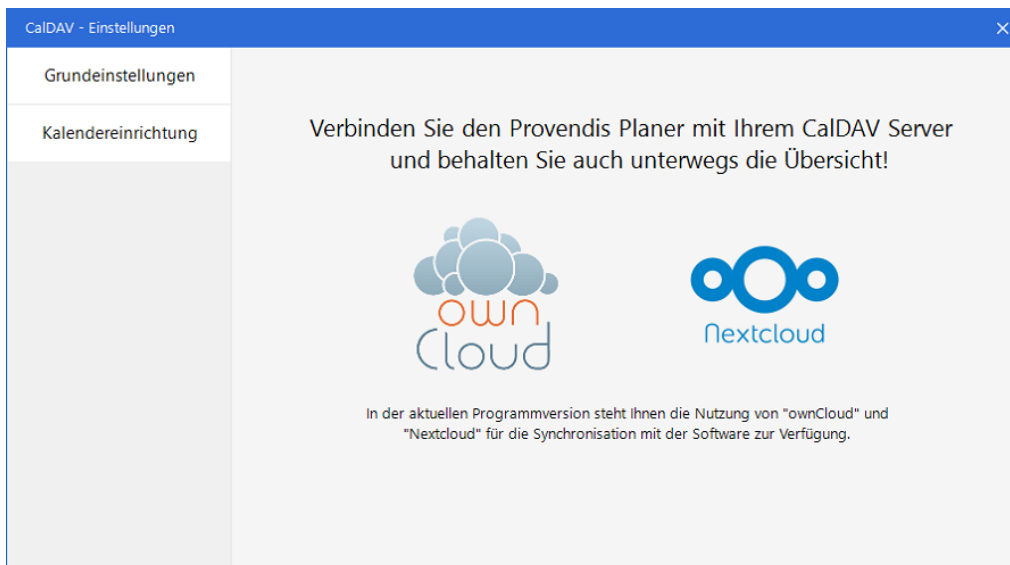 CalDAV - Einstellungen
Grundeinstellungen
Kalendereinrichtung
Verbinden Sie den Provendis Planer mit Ihrem CalDAV Server
und behalten Sie auch unterwegs die Übersicht!
own
Cloud
Nextcloud
In der aktuellen Programmversion steht Ihnen die Nutzung von "ownCloud" und
"Nextcloud" für die Synchronisation mit der Software zur Verfügung.